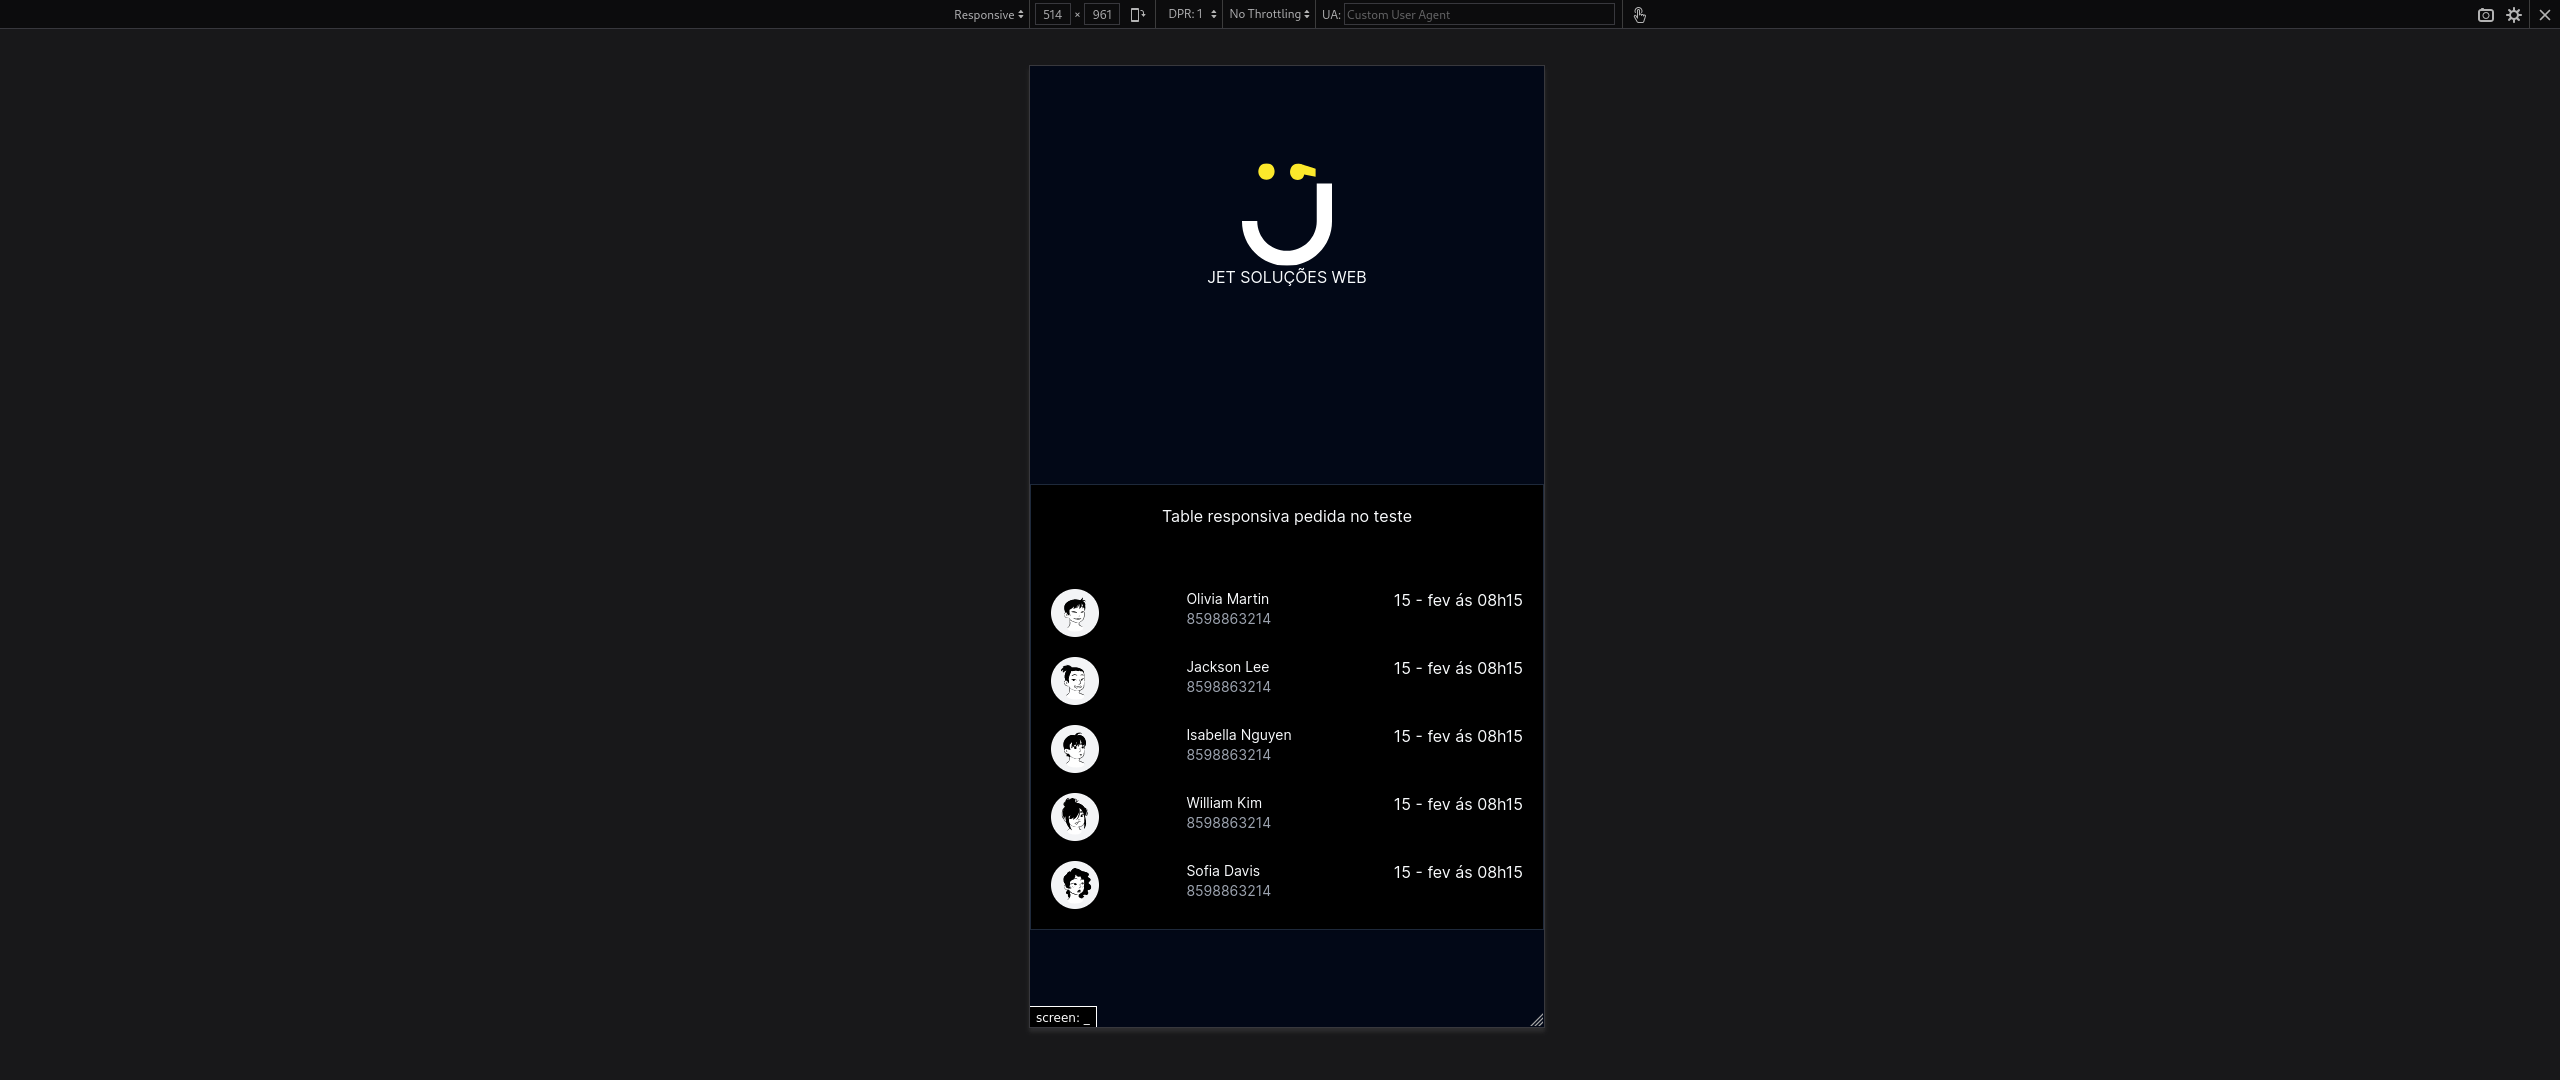 Responsive 514 × 961 DPR: 1 No Throttling UA: Custom User Agent
JET SOLUÇÕES WEB
Table responsiva pedida no teste
Olivia Martin 15 - fev ás 08h15
8598863214
Jackson Lee 15 - fev ás 08h15
8598863214
Isabella Nguyen 15 - fev ás 08h15
8598863214
William Kim 15 - fev ás 08h15
8598863214
Sofia Davis 15 - fev ás 08h15
8598863214
screen: _